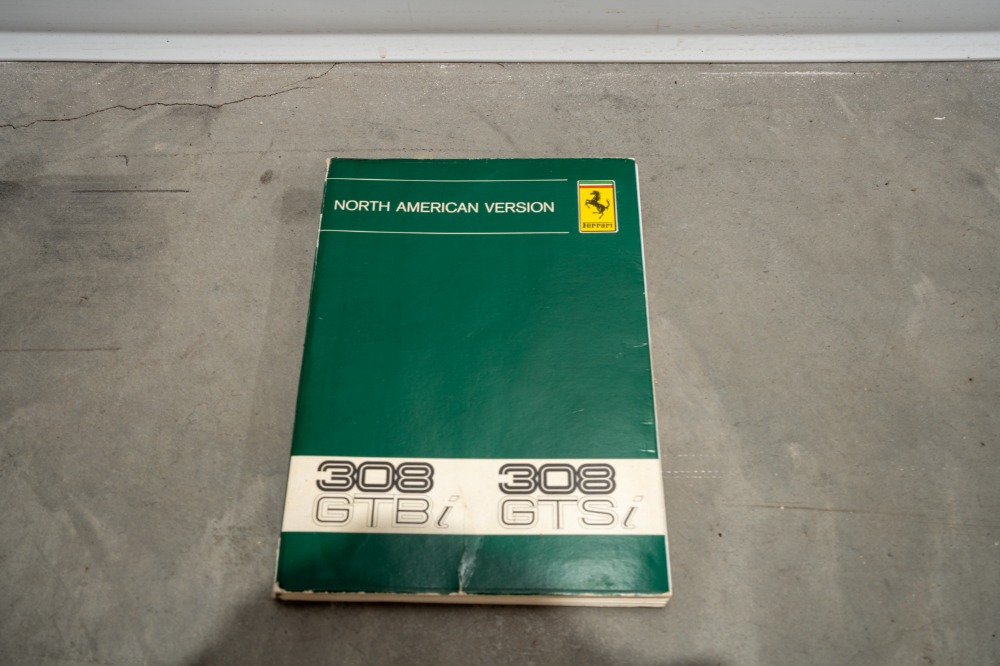 NORTH AMERICAN VERSION
Ferrari
308 308
GTBi GTSi